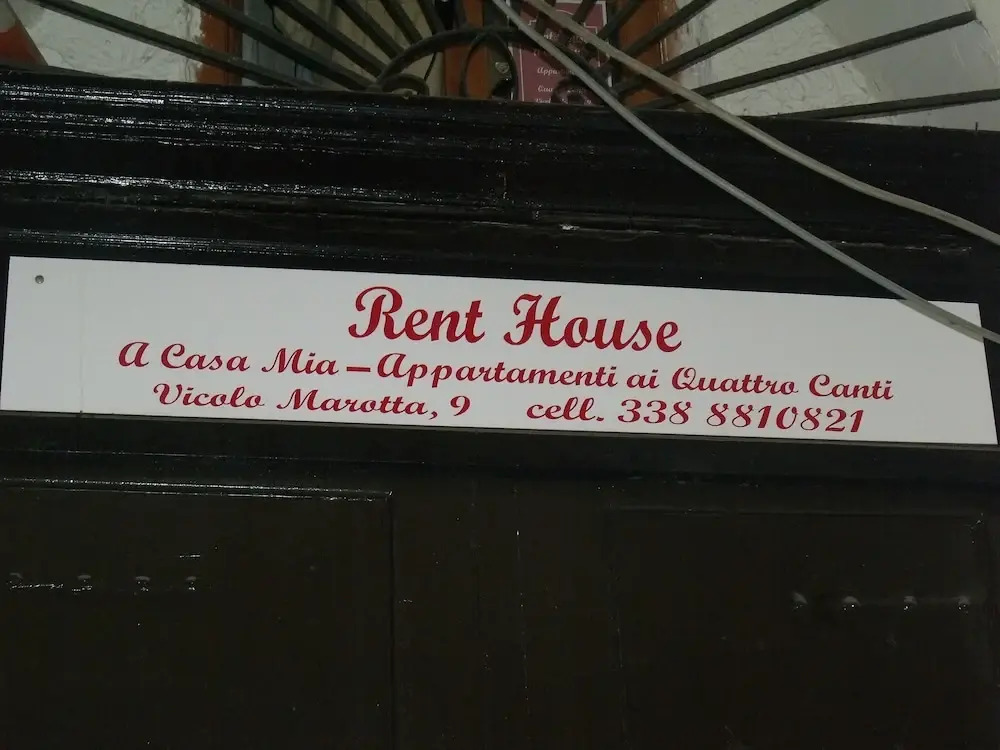 Rent House
A Casa Mia – Appartamenti ai Quattro Canti
Vicolo Marotta, 9 cell. 338 8810821